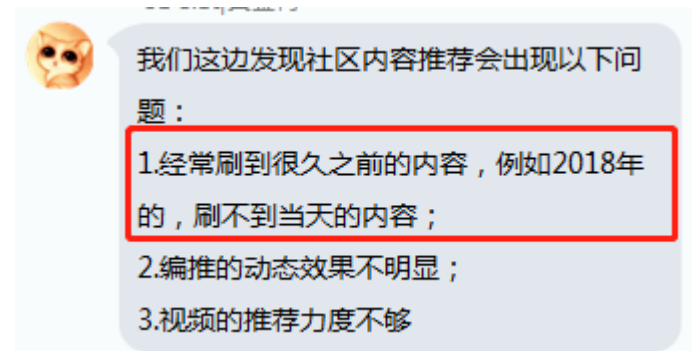 我们这边发现社区内容推荐会出现以下问
题：
1.经常刷到很久之前的内容，例如2018年
的，刷不到当天的内容；
2.编推的动态效果不明显；
3.视频的推荐力度不够